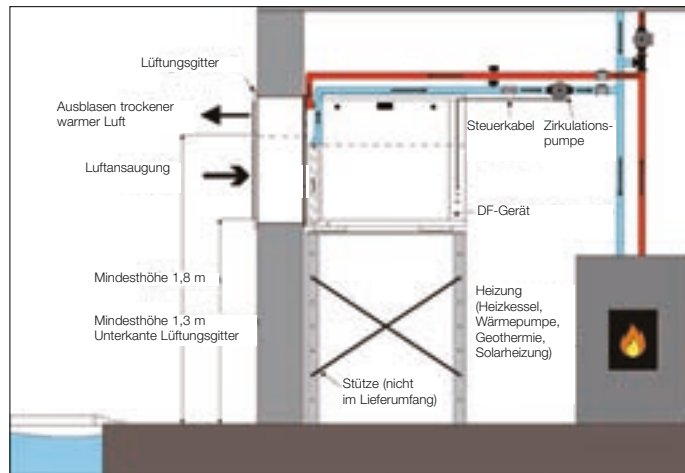 Lüftungsgitter
Ausblasen trockener
warmer Luft
Luftansaugung
Mindesthöhe 1,8 m
Mindesthöhe 1,3 m
Unterkante Lüftungsgitter
Steuerkabel
Zirkulations-
pumpe
DF-Gerät
Heizung
(Heizkessel,
Wärmepumpe,
Geothermie,
Solarheizung)
Stütze (nicht
im Lieferumfang)